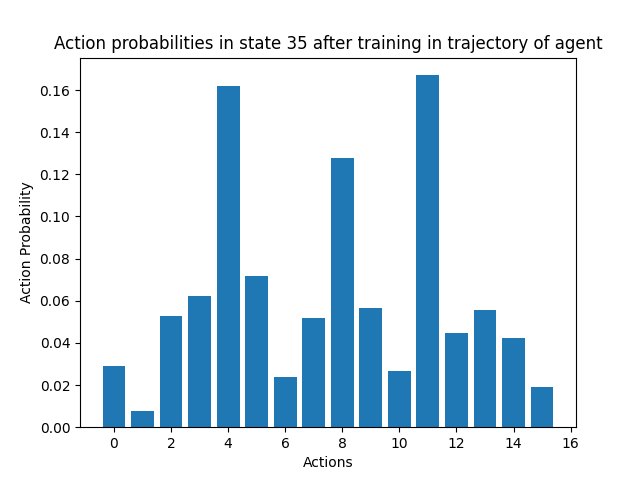 Action probabilities in state 35 after training in trajectory of agent
0.16
0.14
0.12
0.10
0.08
0.06
0.04
0.02
0.00
Action Probability
0 2 4 6 8 10 12 14 16
Actions